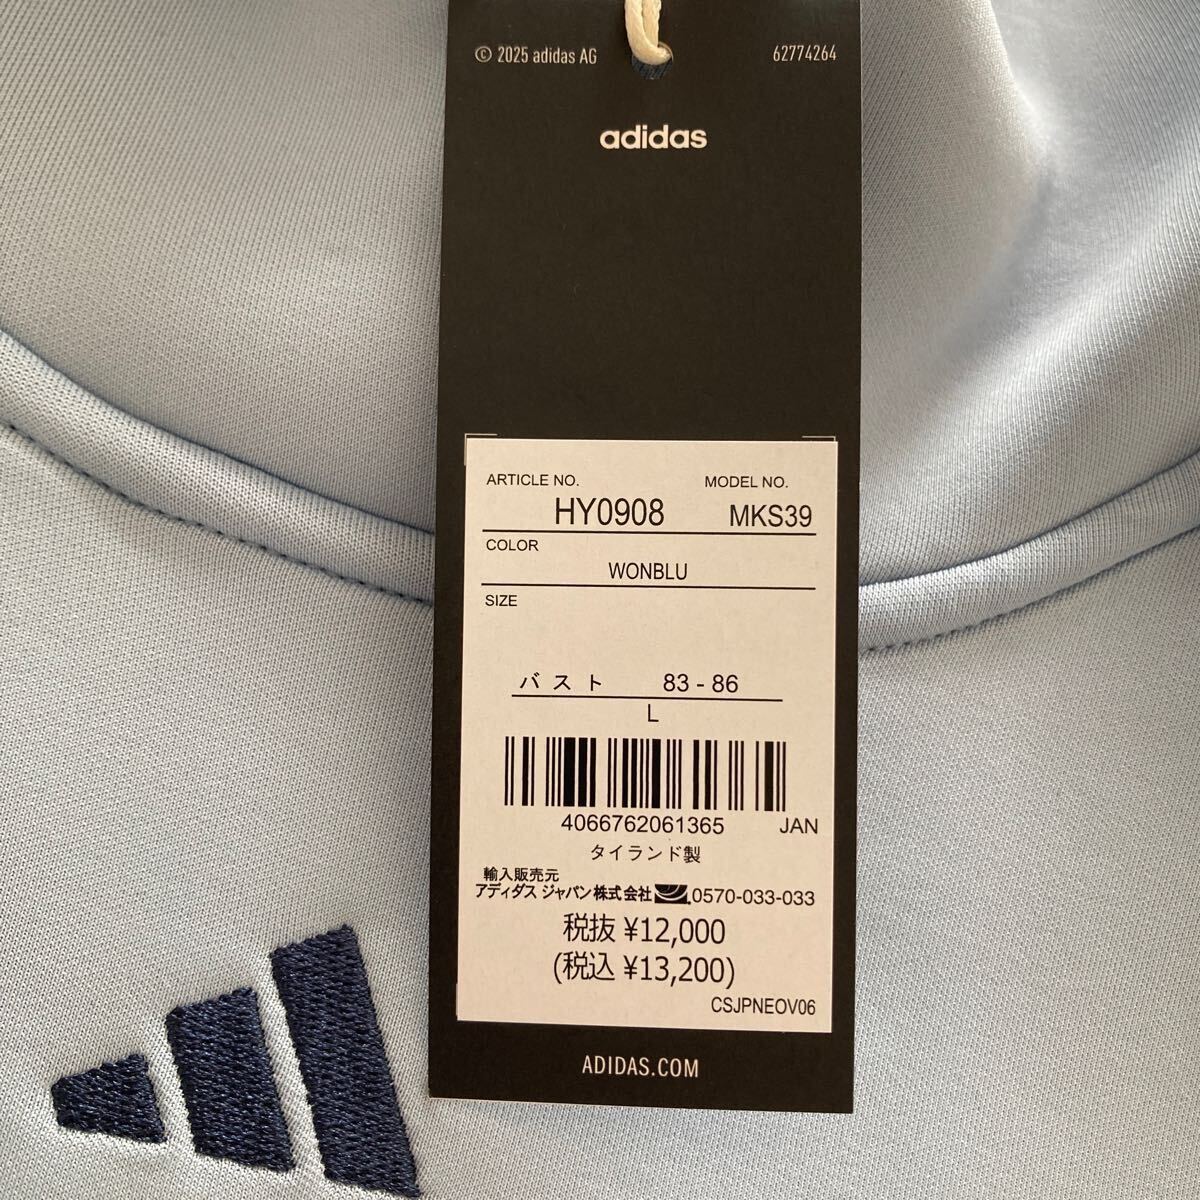 © 2025 adidas AG
62774264
adidas
ARTICLE NO. MODEL NO.
HY0908 MKS39
COLOR
WONBLU
SIZE
バスト 83 - 86
L
4066762061365 JAN
タイランド製
輸入販売元
アディダス ジャパン株式会社 0570-033-033
税抜 ¥12,000
(税込 ¥13,200)
CSJPNEOV06
ADIDAS.COM